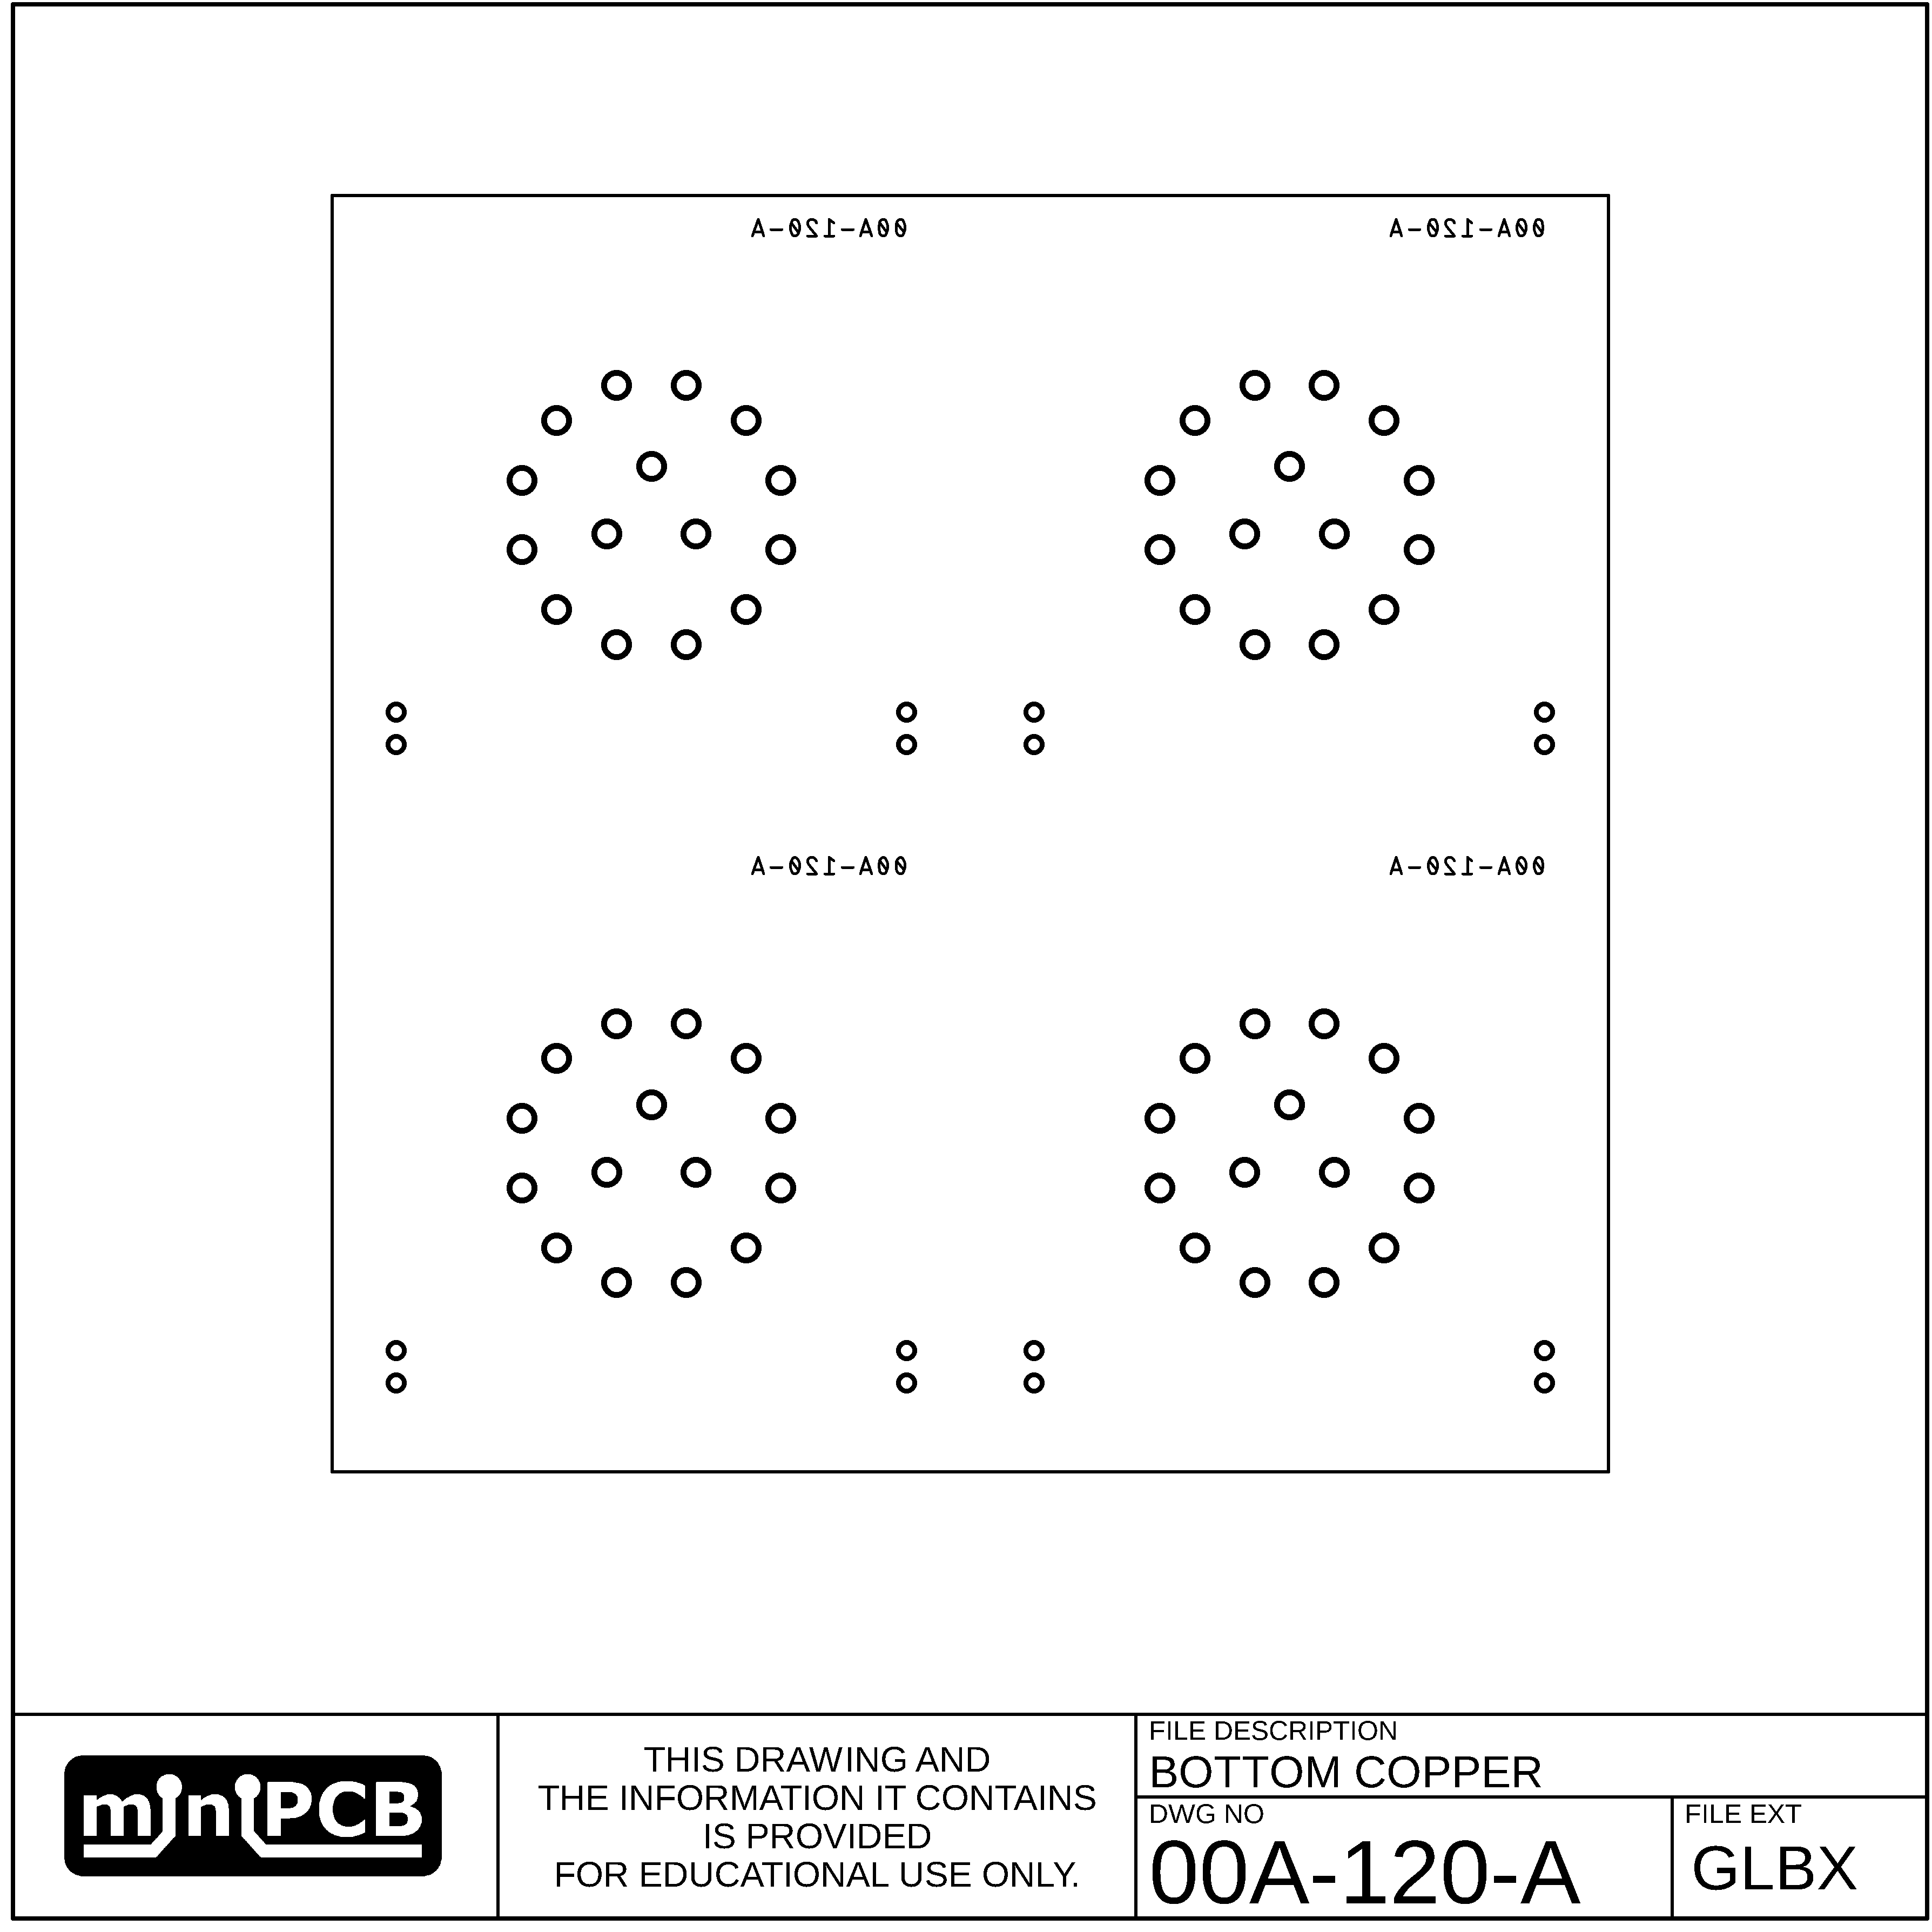 00A-120-A 00A-120-A
00A-120-A 00A-120-A
miniPCB
THIS DRAWING AND
THE INFORMATION IT CONTAINS
IS PROVIDED
FOR EDUCATIONAL USE ONLY.
FILE DESCRIPTION
BOTTOM COPPER
DWG NO
00A-120-A
FILE EXT
GLBX